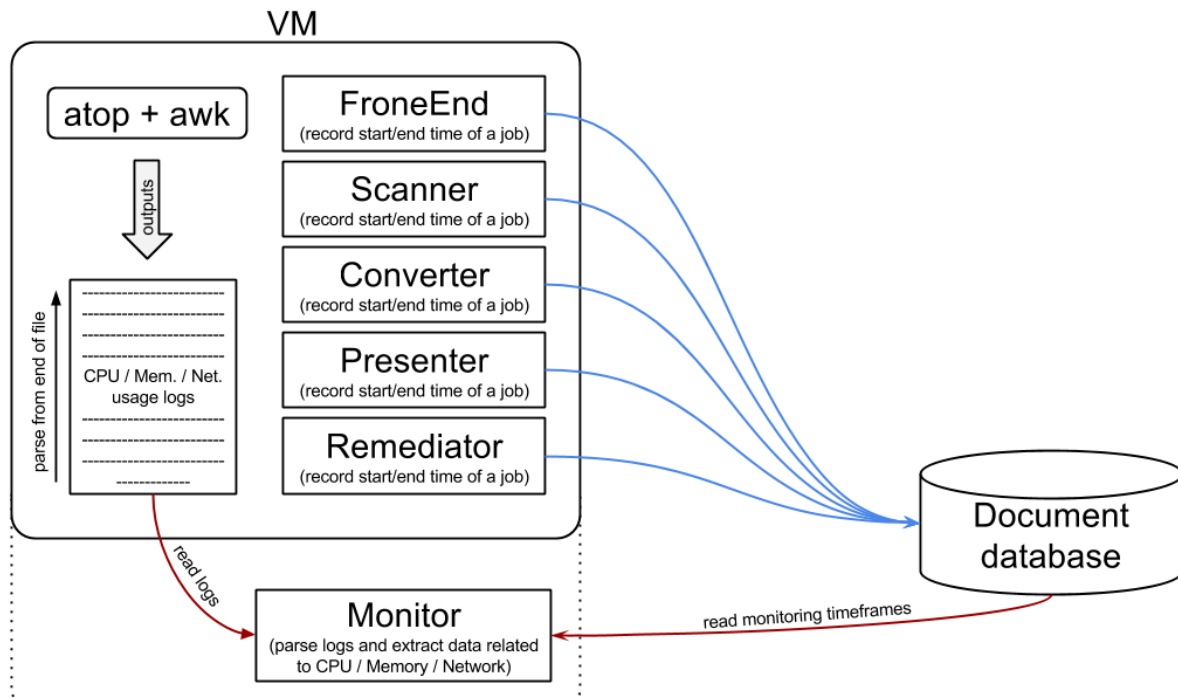 VM
atop + awk
outputs
parse from end of file
CPU / Mem. / Net.
usage logs
FroneEnd
(record start/end time of a job)
Scanner
(record start/end time of a job)
Converter
(record start/end time of a job)
Presenter
(record start/end time of a job)
Remediator
(record start/end time of a job)
Document
database
read logs
Monitor
(parse logs and extract data related
to CPU / Memory / Network)
read monitoring timeframes